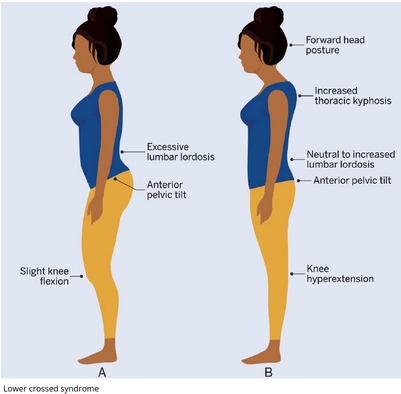 Forward head
posture
Increased
thoracic kyphosis
Excessive
lumbar lordosis
Neutral to increased
lumbar lordosis
Anterior
pelvic tilt
Anterior pelvic tilt
Slight knee
flexion
Knee
hyperextension
A
B
Lower crossed syndrome